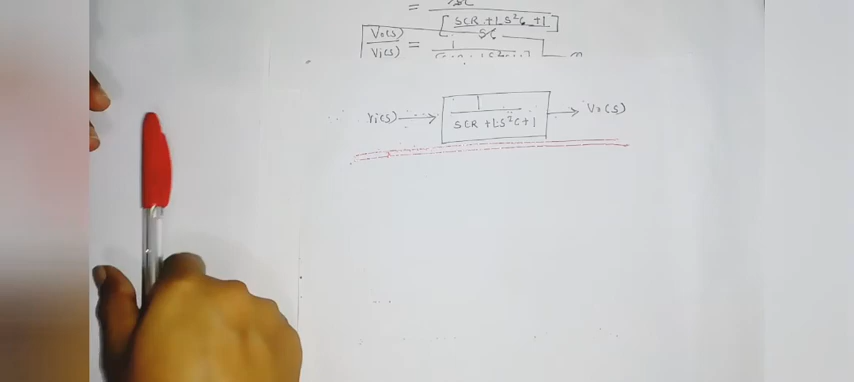 =
[ SCR + LS²C + 1 ]
SC
Vo(s) = 1
Vi(s)
Vi(s) → 1 → Vo(s)
SCR + LS²C + 1